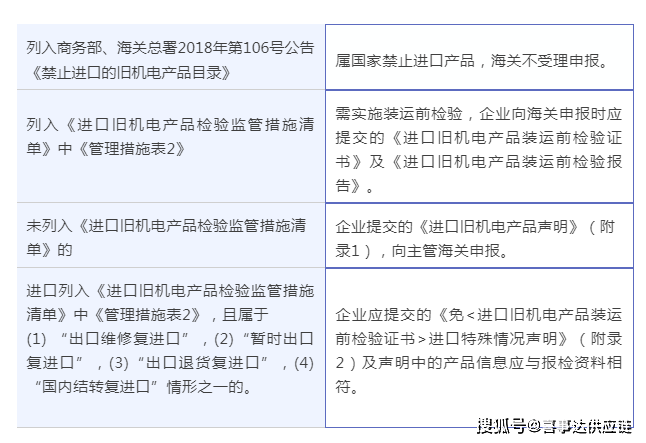 列入商务部、海关总署2018年第106号公告
《禁止进口的旧机电产品目录》
属国家禁止进口产品，海关不受理申报。
列入《进口旧机电产品检验监管措施清
单》中《管理措施表2》
需实施装运前检验，企业向海关申报时应
提交的《进口旧机电产品装运前检验证
书》及《进口旧机电产品装运前检验报
告》。
未列入《进口旧机电产品检验监管措施清
单》的
企业提交的《进口旧机电产品声明》（附
录1），向主管海关申报。
进口列入《进口旧机电产品检验监管措施
清单》中《管理措施表2》，且属于
(1)“出口维修复进口”，(2)“暂时出口
复进口”，(3)“出口退货复进口”，(4)
“国内结转复进口”情形之一的。
企业应提交的《免<进口旧机电产品装运
前检验证书>进口特殊情况声明》（附录
2）及声明中的产品信息应与报检资料相
符。
搜狐号@喜事达供应链